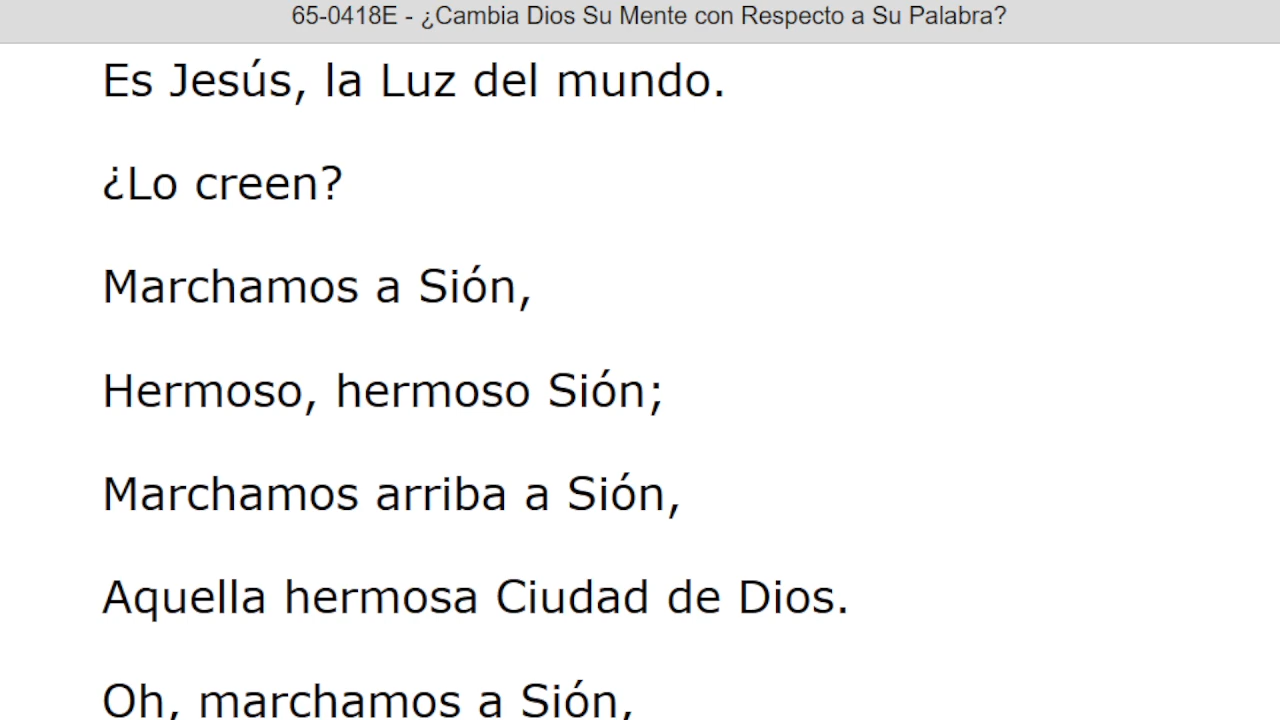 65-0418E - ¿Cambia Dios Su Mente con Respecto a Su Palabra?
Es Jesús, la Luz del mundo.
¿Lo creen?
Marchamos a Sión,
Hermoso, hermoso Sión;
Marchamos arriba a Sión,
Aquella hermosa Ciudad de Dios.
Oh, marchamos a Sión,